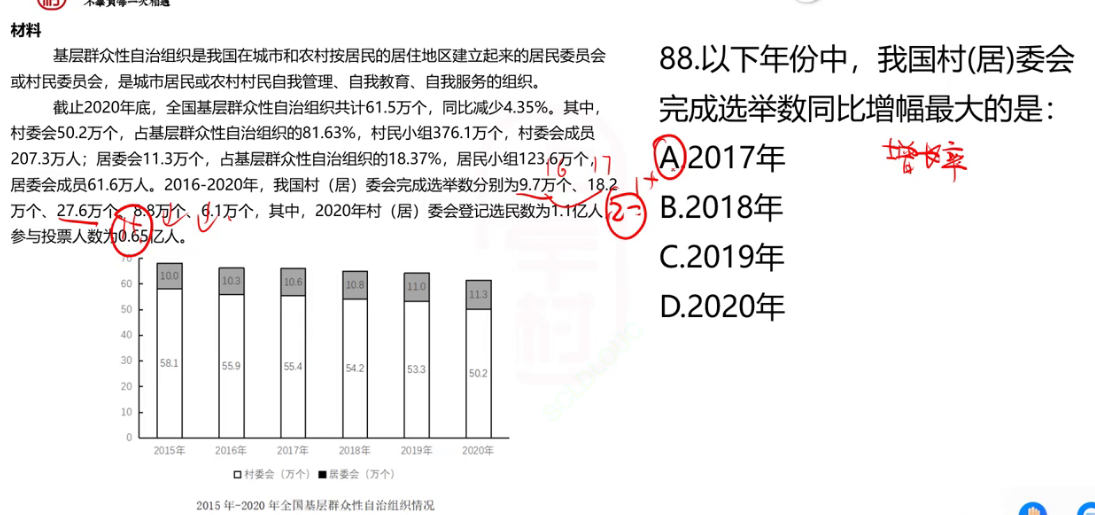 不辜负每一次相遇
材料
基层群众性自治组织是我国在城市和农村按居民的居住地区建立起来的居民委员会
或村民委员会，是城市居民或农村村民自我管理、自我教育、自我服务的组织。
截止2020年底，全国基层群众性自治组织共计61.5万个，同比减少4.35%。其中，
村委会50.2万个，占基层群众性自治组织的81.63%，村民小组376.1万个，村委会成员
207.3万人；居委会11.3万个，占基层群众性自治组织的18.37%，居民小组123.6万个，
居委会成员61.6万人。2016-2020年，我国村（居）委会完成选举数分别为9.7万个、18.2
万个、27.6万个、8.8万个、6.1万个，其中，2020年村（居）委会登记选民数为1.1亿人，
参与投票人数为0.65亿人。
16 17
88.以下年份中，我国村(居)委会
完成选举数同比增幅最大的是：
A.2017年
增长率
B.2018年
C.2019年
D.2020年
70
60
50
40
30
20
10
0
10.0 10.3 10.6 10.8 11.0 11.3
58.1 55.9 55.4 54.2 53.3 50.2
2015年 2016年 2017年 2018年 2019年 2020年
村委会（万个） 居委会（万个）
2015年-2020年全国基层群众性自治组织情况